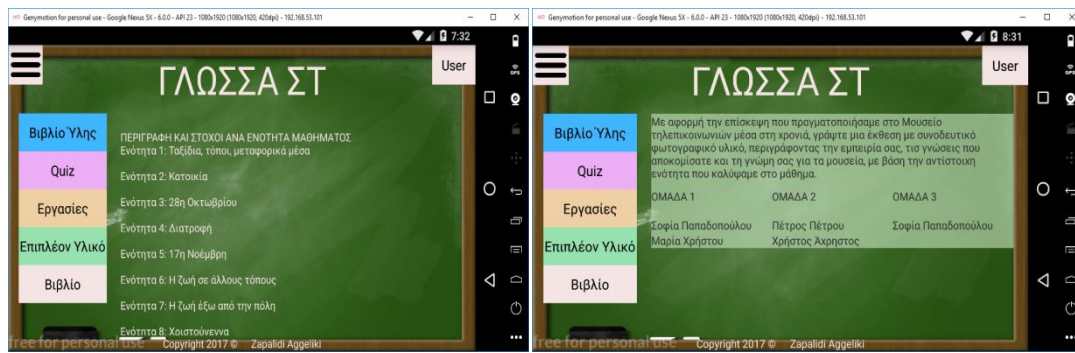 Genymotion for personal use - Google Nexus 5X - 6.0.0 - API 23 - 1080x1920 (1080x1920, 420dpi) - 192.168.53.101
7:32
ΓΛΩΣΣΑ ΣΤ
User
GPS
Βιβλίο Ύλης
Quiz
Εργασίες
Επιπλέον Υλικό
Βιβλίο
ΠΕΡΙΓΡΑΦΗ ΚΑΙ ΣΤΟΧΟΙ ΑΝΑ ΕΝΟΤΗΤΑ ΜΑΘΗΜΑΤΟΣ
Ενότητα 1: Ταξίδια, τόποι, μεταφορικά μέσα
Ενότητα 2: Κατοικία
Ενότητα 3: 28η Οκτωβρίου
Ενότητα 4: Διατροφή
Ενότητα 5: 17η Νοέμβρη
Ενότητα 6: Η ζωή σε άλλους τόπους
Ενότητα 7: Η ζωή έξω από την πόλη
Ενότητα 8: Χριστούνεννα
free for personal use
Copyright 2017 © Zapalidi Aggeliki
Genymotion for personal use - Google Nexus 5X - 6.0.0 - API 23 - 1080x1920 (1080x1920, 420dpi) - 192.168.53.101
8:31
ΓΛΩΣΣΑ ΣΤ
User
GPS
Βιβλίο Ύλης
Quiz
Εργασίες
Επιπλέον Υλικό
Βιβλίο
Με αφορμή την επίσκεψη που πραγματοποιήσαμε στο Μουσείο
τηλεπικοινωνιών μέσα στη χρονιά, γράψτε μια έκθεση με συνοδευτικό
φωτογραφικό υλικό, περιγράφοντας την εμπειρία σας, τις γνώσεις που
αποκομίσατε και τη γνώμη σας για τα μουσεία, με βάση την αντίστοιχη
ενότητα που καλύψαμε στο μάθημα.
ΟΜΑΔΑ 1 ΟΜΑΔΑ 2 ΟΜΑΔΑ 3
Σοφία Παπαδοπούλου Πέτρος Πέτρου Σοφία Παπαδοπούλου
Μαρία Χρήστου Χρήστος Άχρηστος
free for personal use
Copyright 2017 © Zapalidi Aggeliki